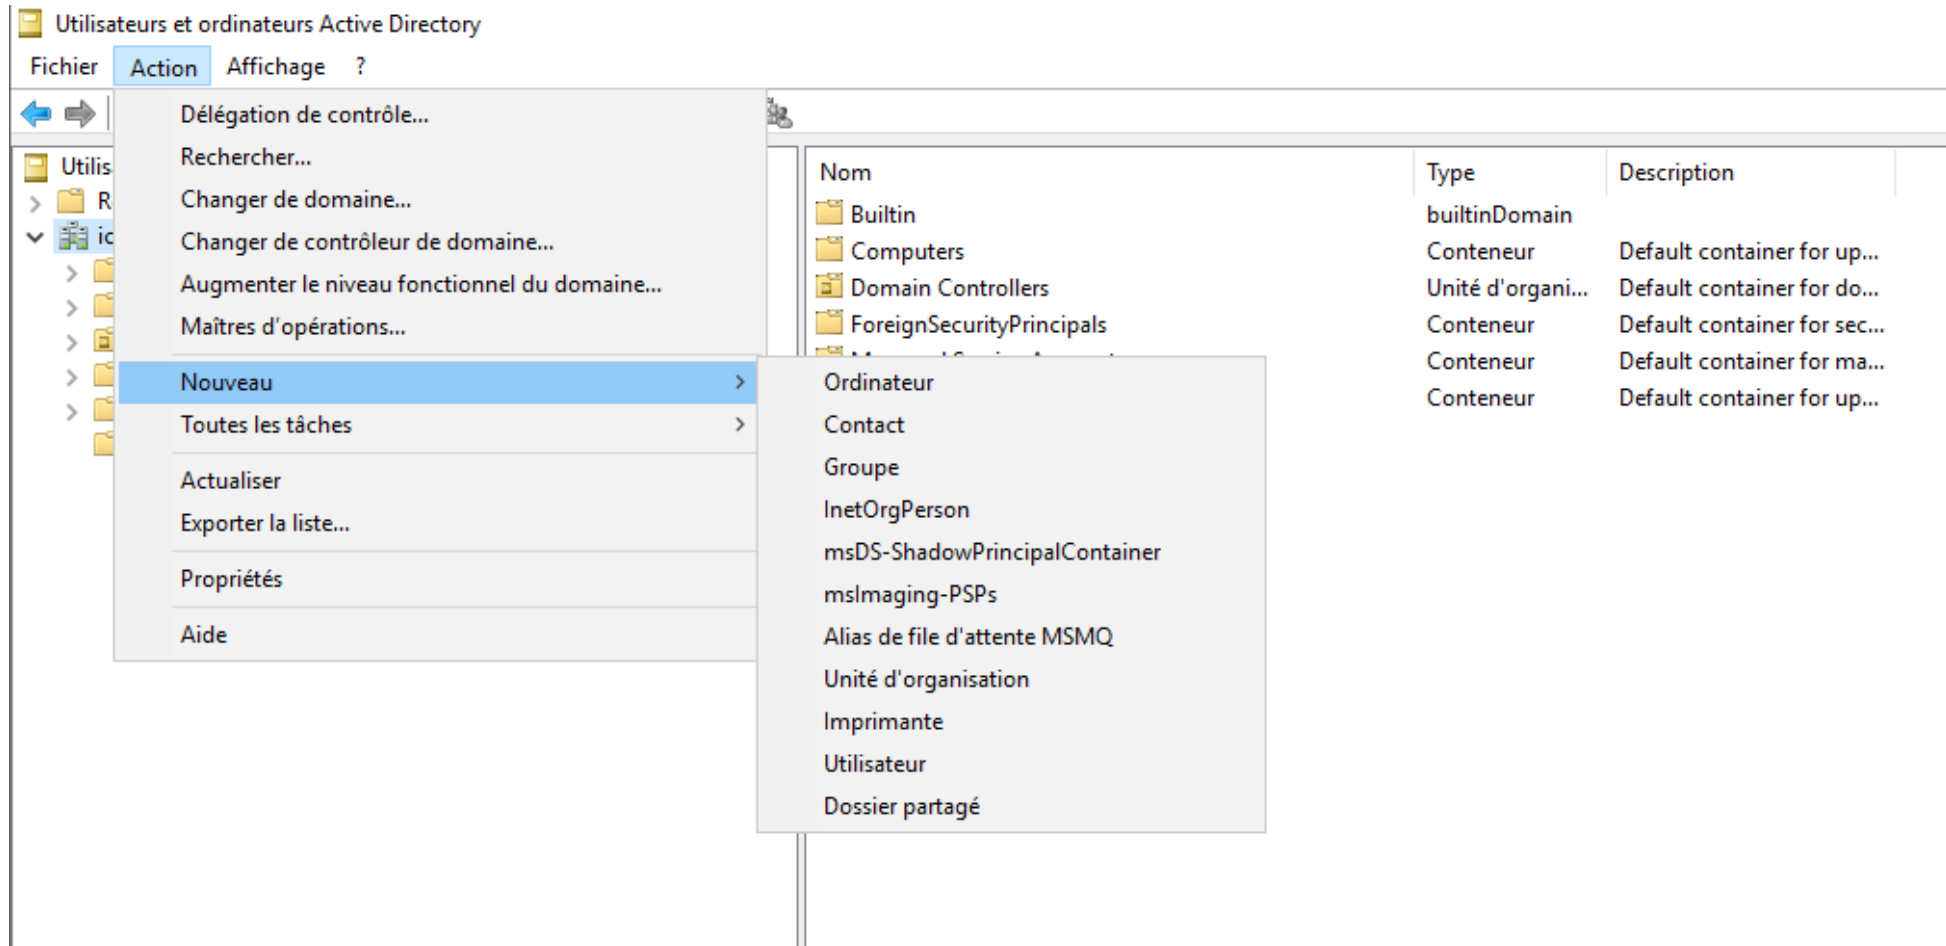 Utilisateurs et ordinateurs Active Directory
Fichier Action Affichage ?
Délégation de contrôle...
Rechercher...
Changer de domaine...
Changer de contrôleur de domaine...
Augmenter le niveau fonctionnel du domaine...
Maîtres d'opérations...
Nouveau
Toutes les tâches
Actualiser
Exporter la liste...
Propriétés
Aide
Ordinateur
Contact
Groupe
InetOrgPerson
msDS-ShadowPrincipalContainer
msImaging-PSPs
Alias de file d'attente MSMQ
Unité d'organisation
Imprimante
Utilisateur
Dossier partagé
Nom Type Description
Builtin builtinDomain
Computers Conteneur Default container for up...
Domain Controllers Unité d'organi... Default container for do...
ForeignSecurityPrincipals Conteneur Default container for sec...
Conteneur Default container for ma...
Conteneur Default container for up...